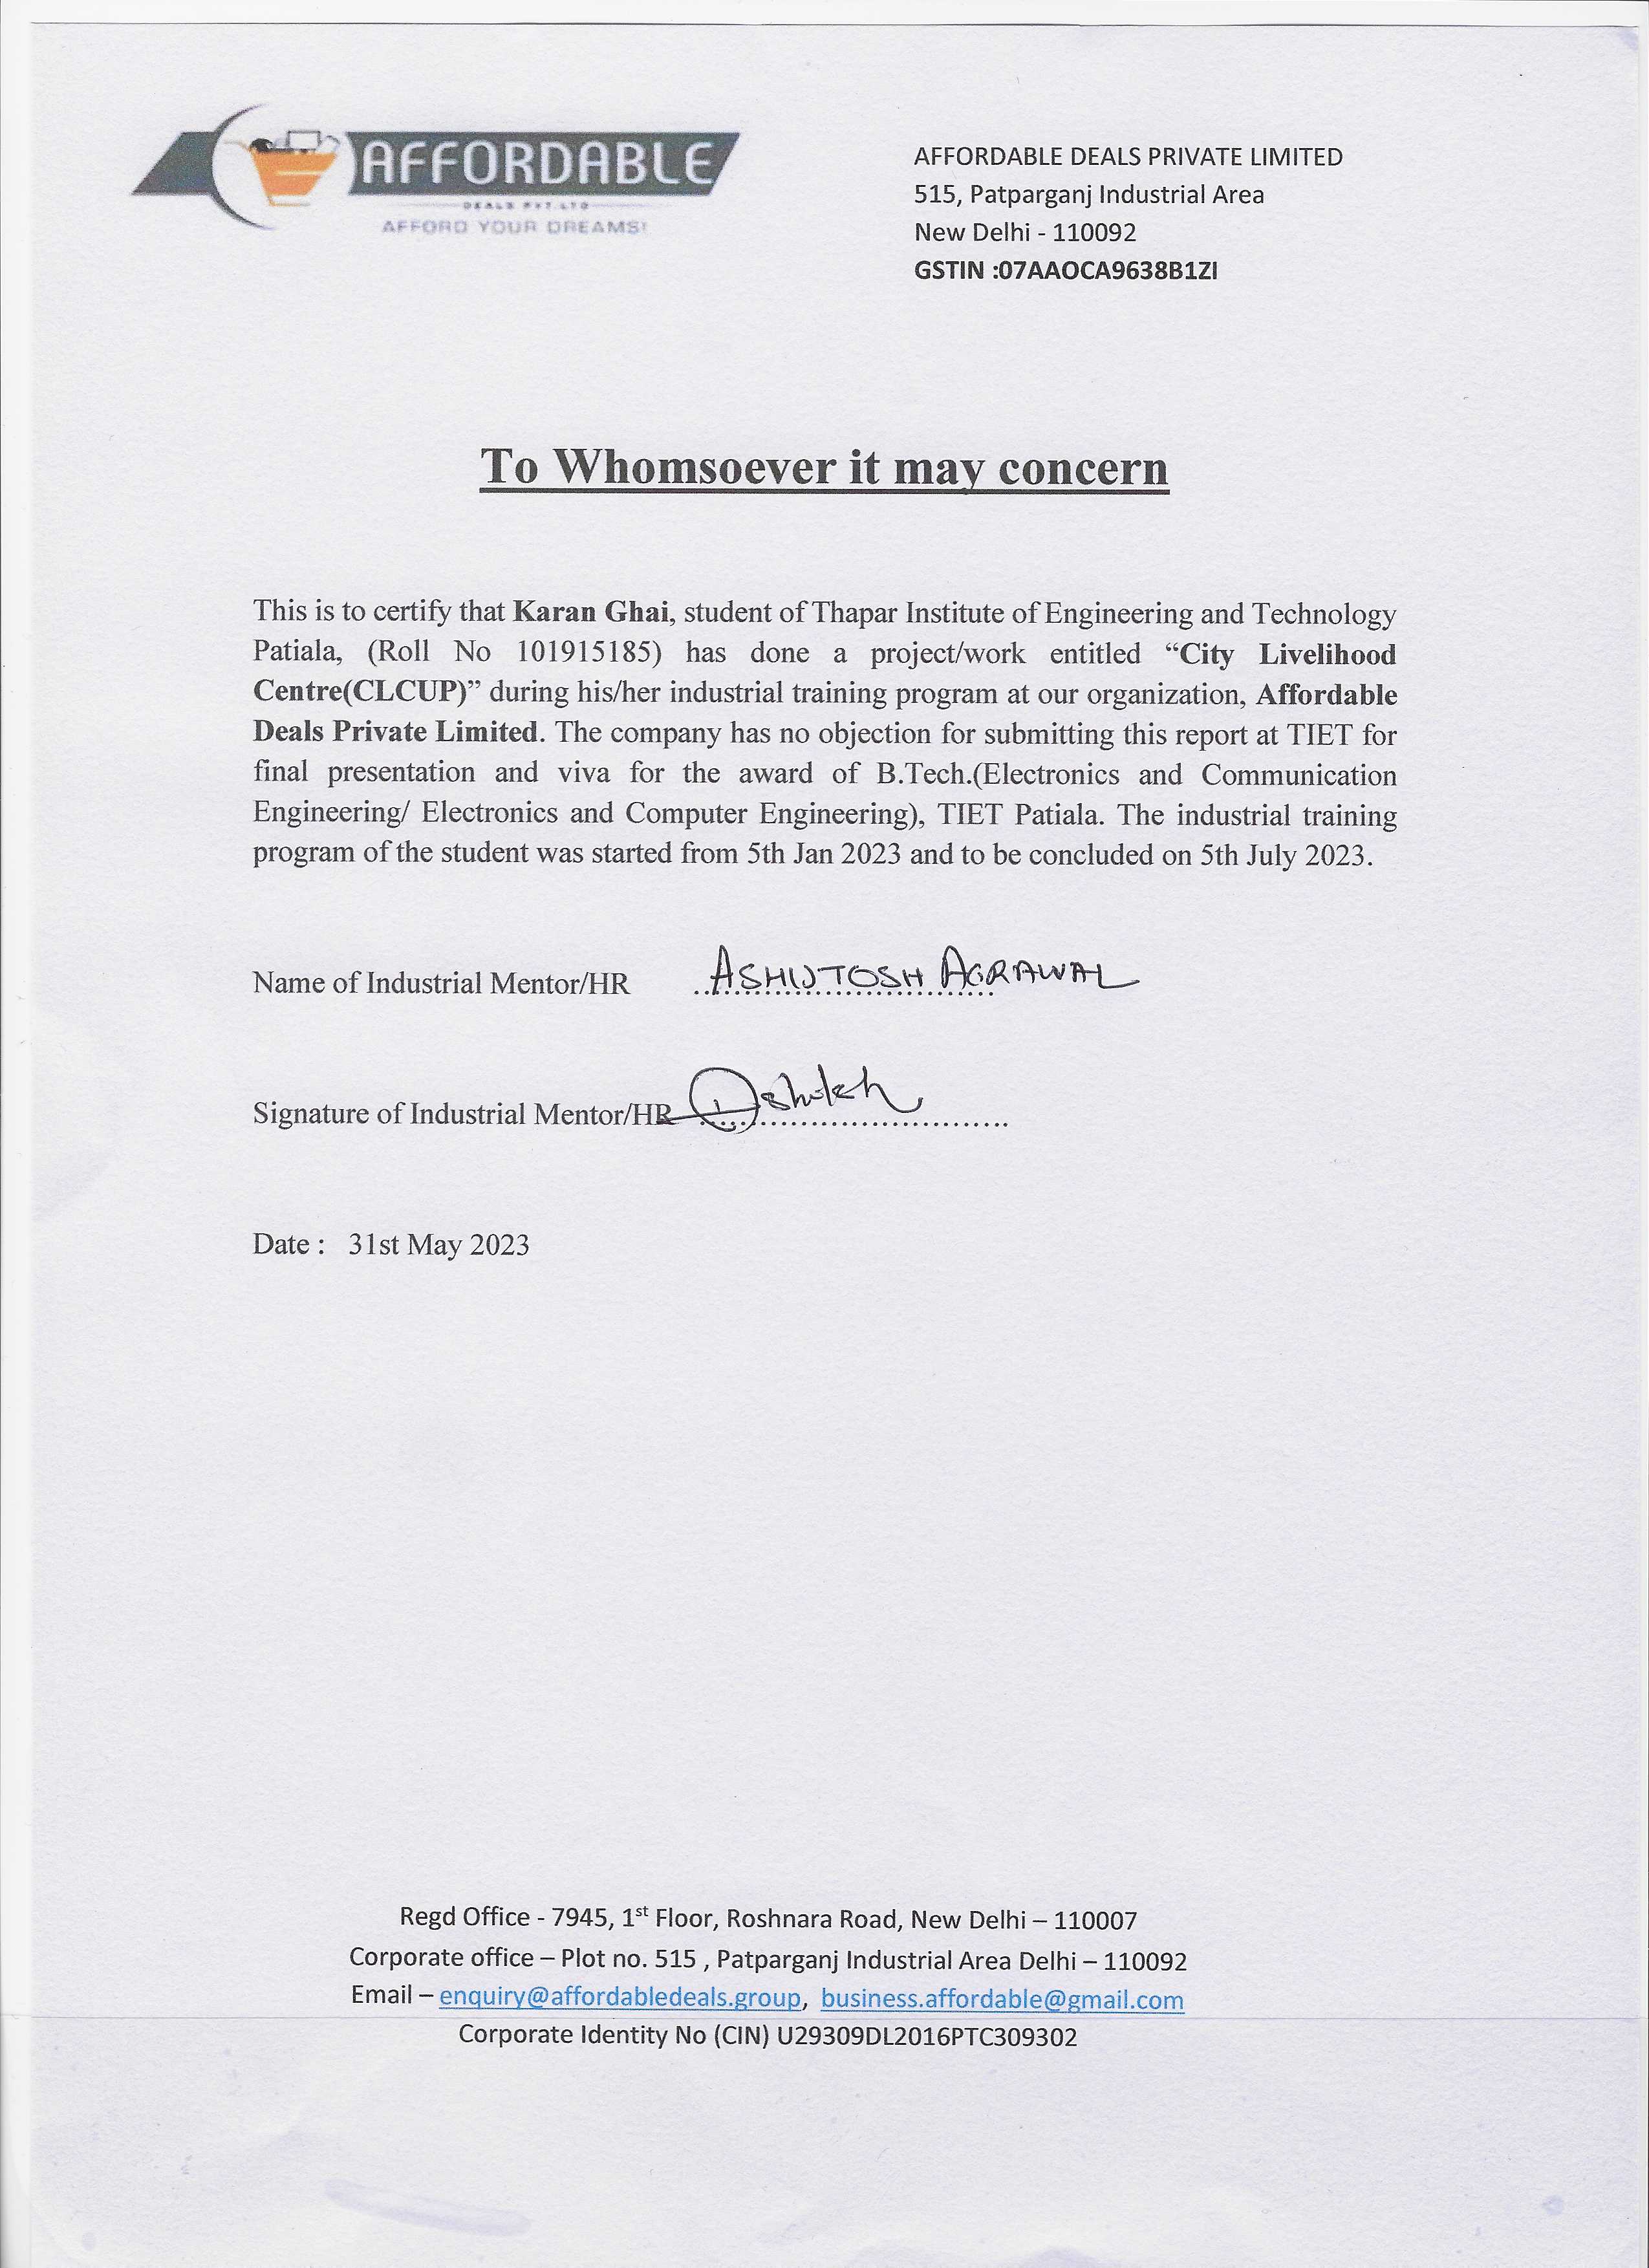 AFFORDABLE
DEALS PVT.LTD
AFFORD YOUR DREAMS!
AFFORDABLE DEALS PRIVATE LIMITED
515, Patparganj Industrial Area
New Delhi - 110092
GSTIN :07AAOCA9638B1ZI
To Whomsoever it may concern
This is to certify that Karan Ghai, student of Thapar Institute of Engineering and Technology
Patiala, (Roll No 101915185) has done a project/work entitled “City Livelihood
Centre(CLCUP)” during his/her industrial training program at our organization, Affordable
Deals Private Limited. The company has no objection for submitting this report at TIET for
final presentation and viva for the award of B.Tech.(Electronics and Communication
Engineering/ Electronics and Computer Engineering), TIET Patiala. The industrial training
program of the student was started from 5th Jan 2023 and to be concluded on 5th July 2023.
Name of Industrial Mentor/HR ASHUTOSH AGRAWAL
Signature of Industrial Mentor/HR
Date : 31st May 2023
Regd Office - 7945, 1st Floor, Roshnara Road, New Delhi – 110007
Corporate office – Plot no. 515 , Patparganj Industrial Area Delhi – 110092
Email – enquiry@affordabledeals.group, business.affordable@gmail.com
Corporate Identity No (CIN) U29309DL2016PTC309302